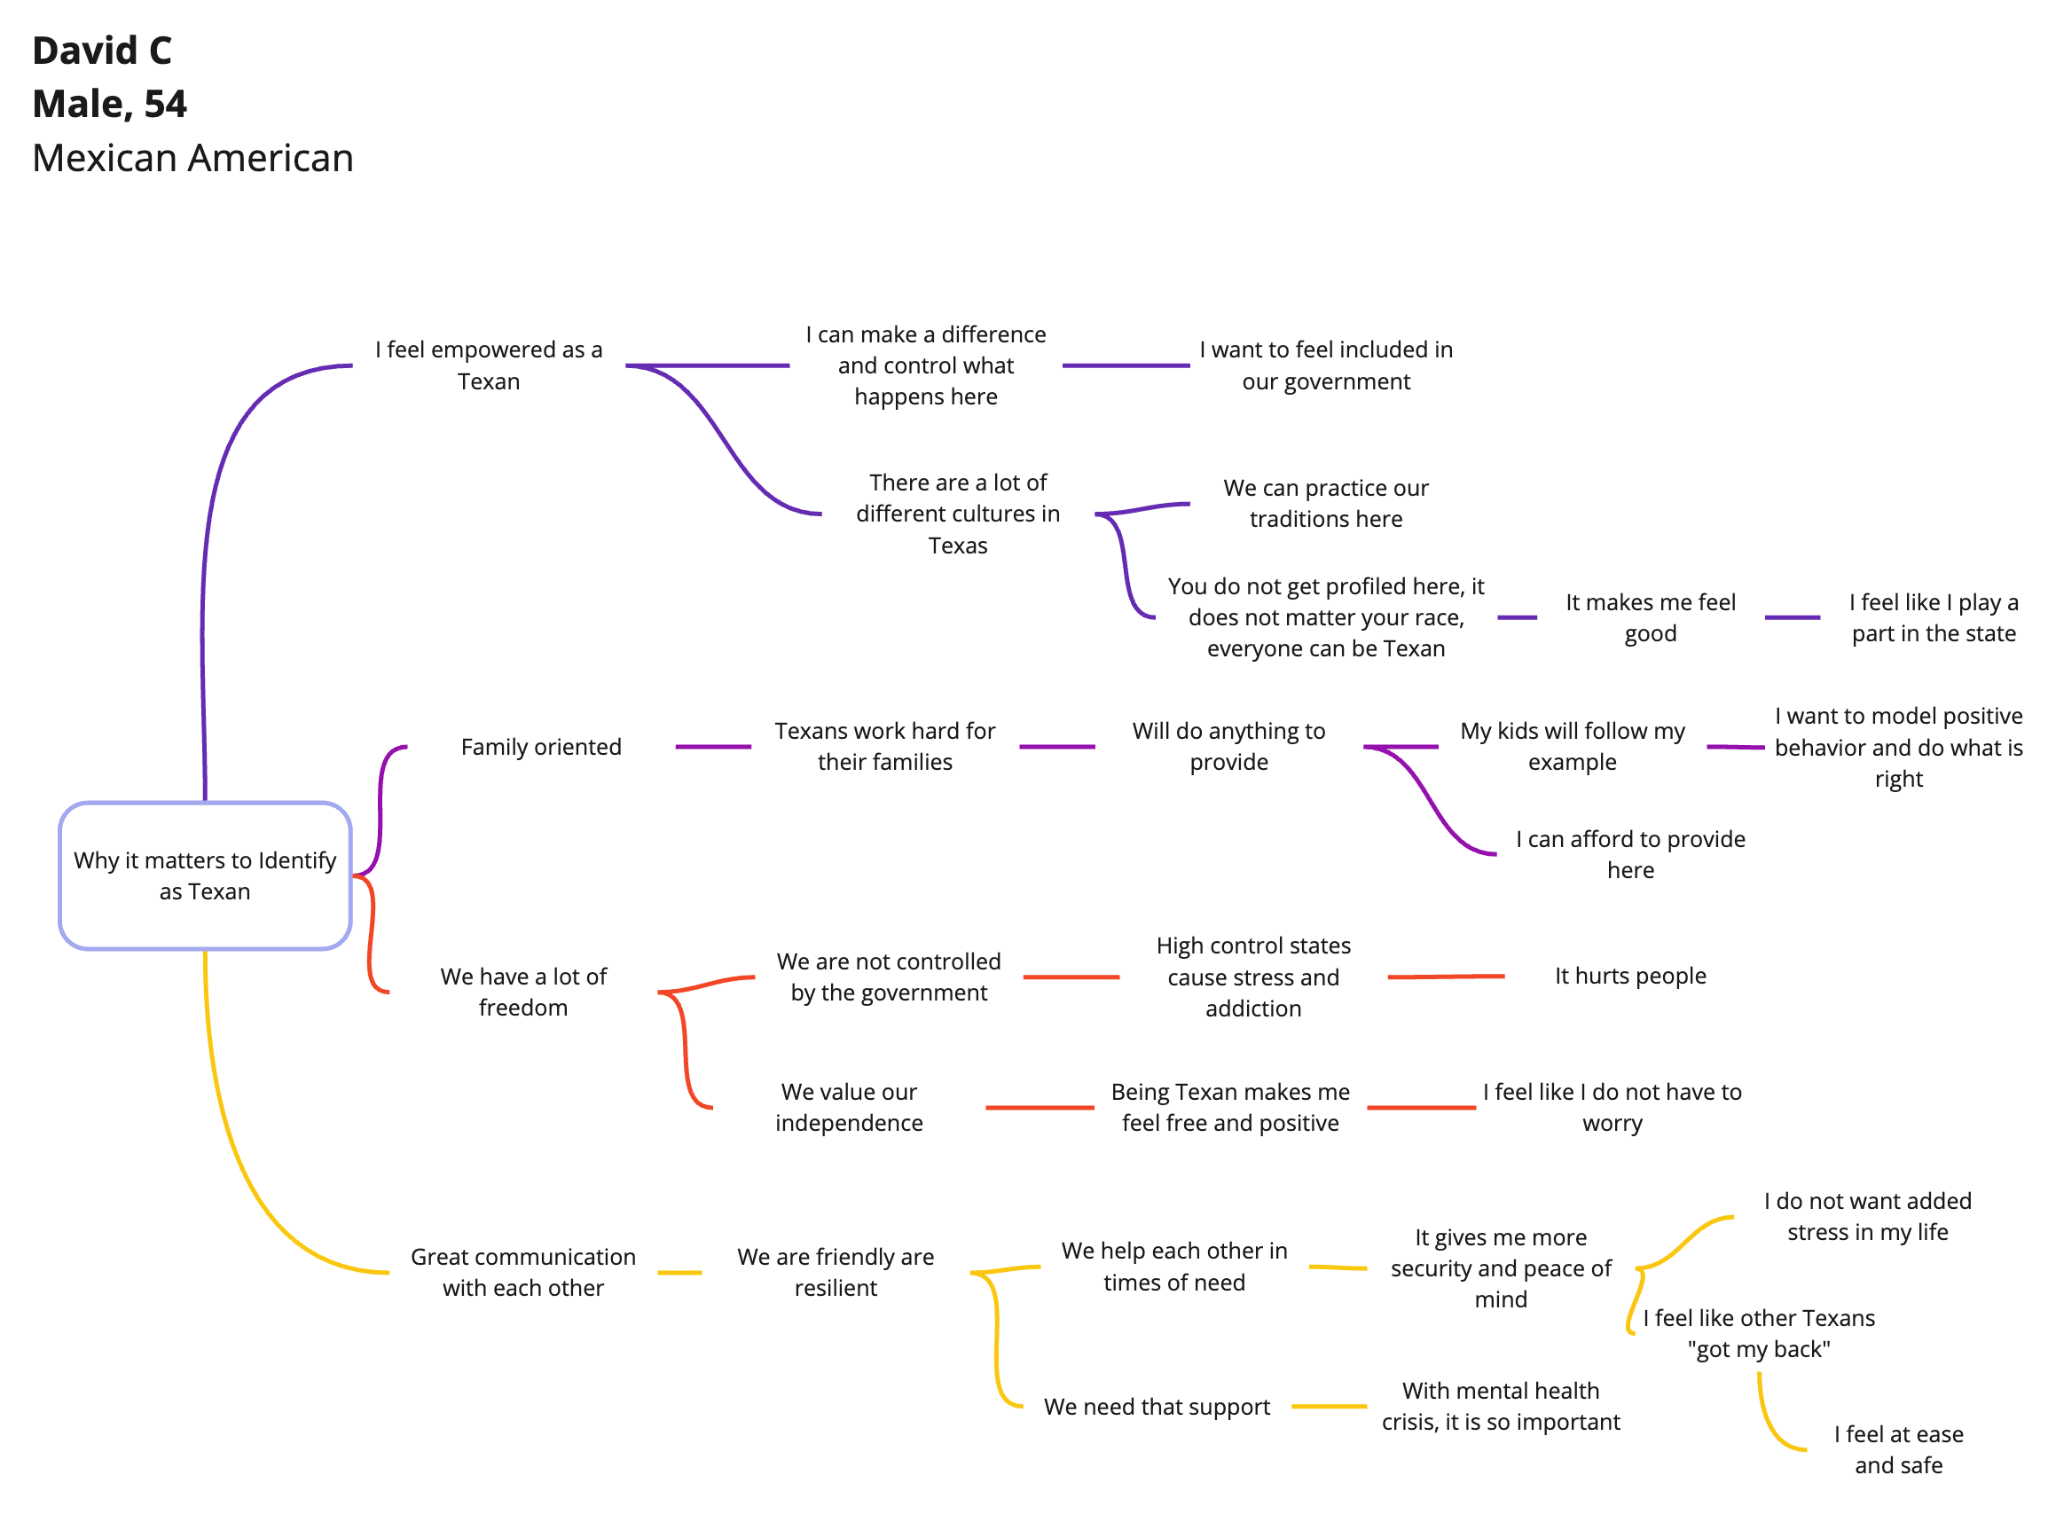 David C
Male, 54
Mexican American
I feel empowered as a
Texan
I can make a difference
and control what
happens here
I want to feel included in
our government
There are a lot of
different cultures in
Texas
We can practice our
traditions here
You do not get profiled here, it
does not matter your race,
everyone can be Texan
It makes me feel
good
I feel like I play a
part in the state
Family oriented
Texans work hard for
their families
Will do anything to
provide
My kids will follow my
example
I want to model positive
behavior and do what is
right
I can afford to provide
here
Why it matters to Identify
as Texan
We have a lot of
freedom
We are not controlled
by the government
High control states
cause stress and
addiction
It hurts people
We value our
independence
Being Texan makes me
feel free and positive
I feel like I do not have to
worry
Great communication
with each other
We are friendly are
resilient
We help each other in
times of need
It gives me more
security and peace of
mind
I do not want added
stress in my life
I feel like other Texans
"got my back"
I feel at ease
and safe
We need that support
With mental health
crisis, it is so important